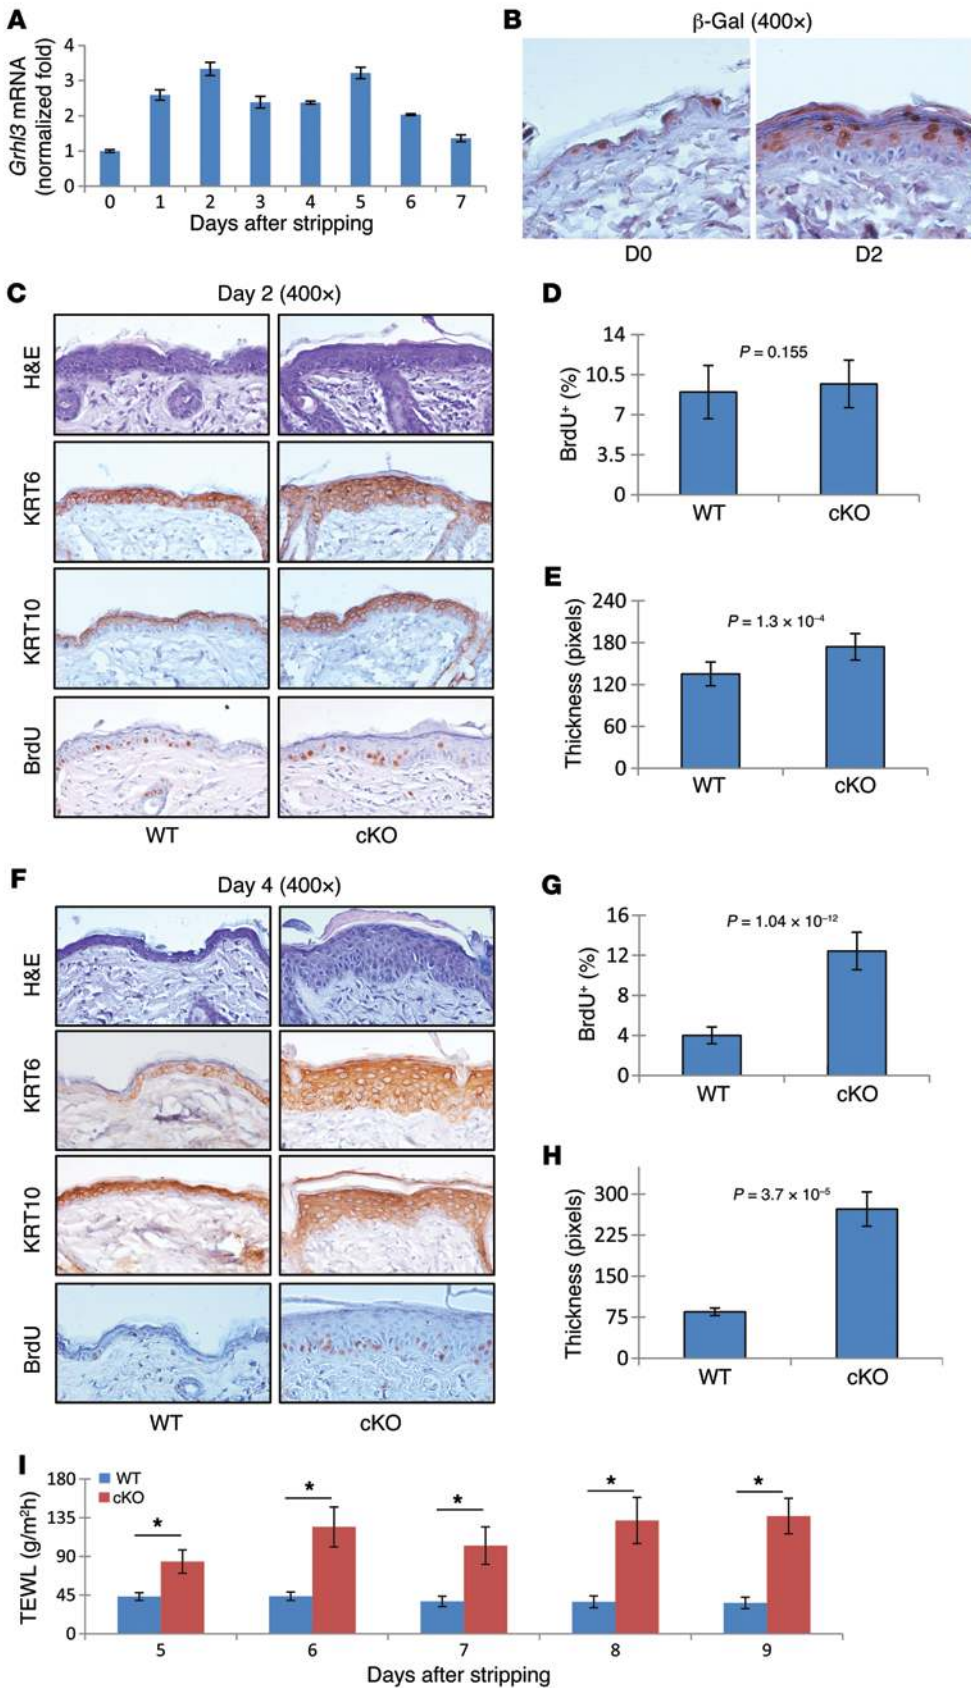 A
Grhl3 mRNA
(normalized fold)
4
3
2
1
0
0 1 2 3 4 5 6 7
Days after stripping
B
β-Gal (400×)
D0 D2
C
Day 2 (400×)
H&E
KRT6
KRT10
BrdU
WT cKO
D
BrdU⁺ (%)
14
10.5
7
3.5
0
P = 0.155
WT cKO
E
Thickness (pixels)
240
180
120
60
0
P = 1.3 × 10⁻⁴
WT cKO
F
Day 4 (400×)
H&E
KRT6
KRT10
BrdU
WT cKO
G
BrdU⁺ (%)
16
12
8
4
0
P = 1.04 × 10⁻¹²
WT cKO
H
Thickness (pixels)
300
225
150
75
0
P = 3.7 × 10⁻⁵
WT cKO
I
TEWL (g/m²h)
180
135
90
45
0
WT
cKO
* * * * *
5 6 7 8 9
Days after stripping